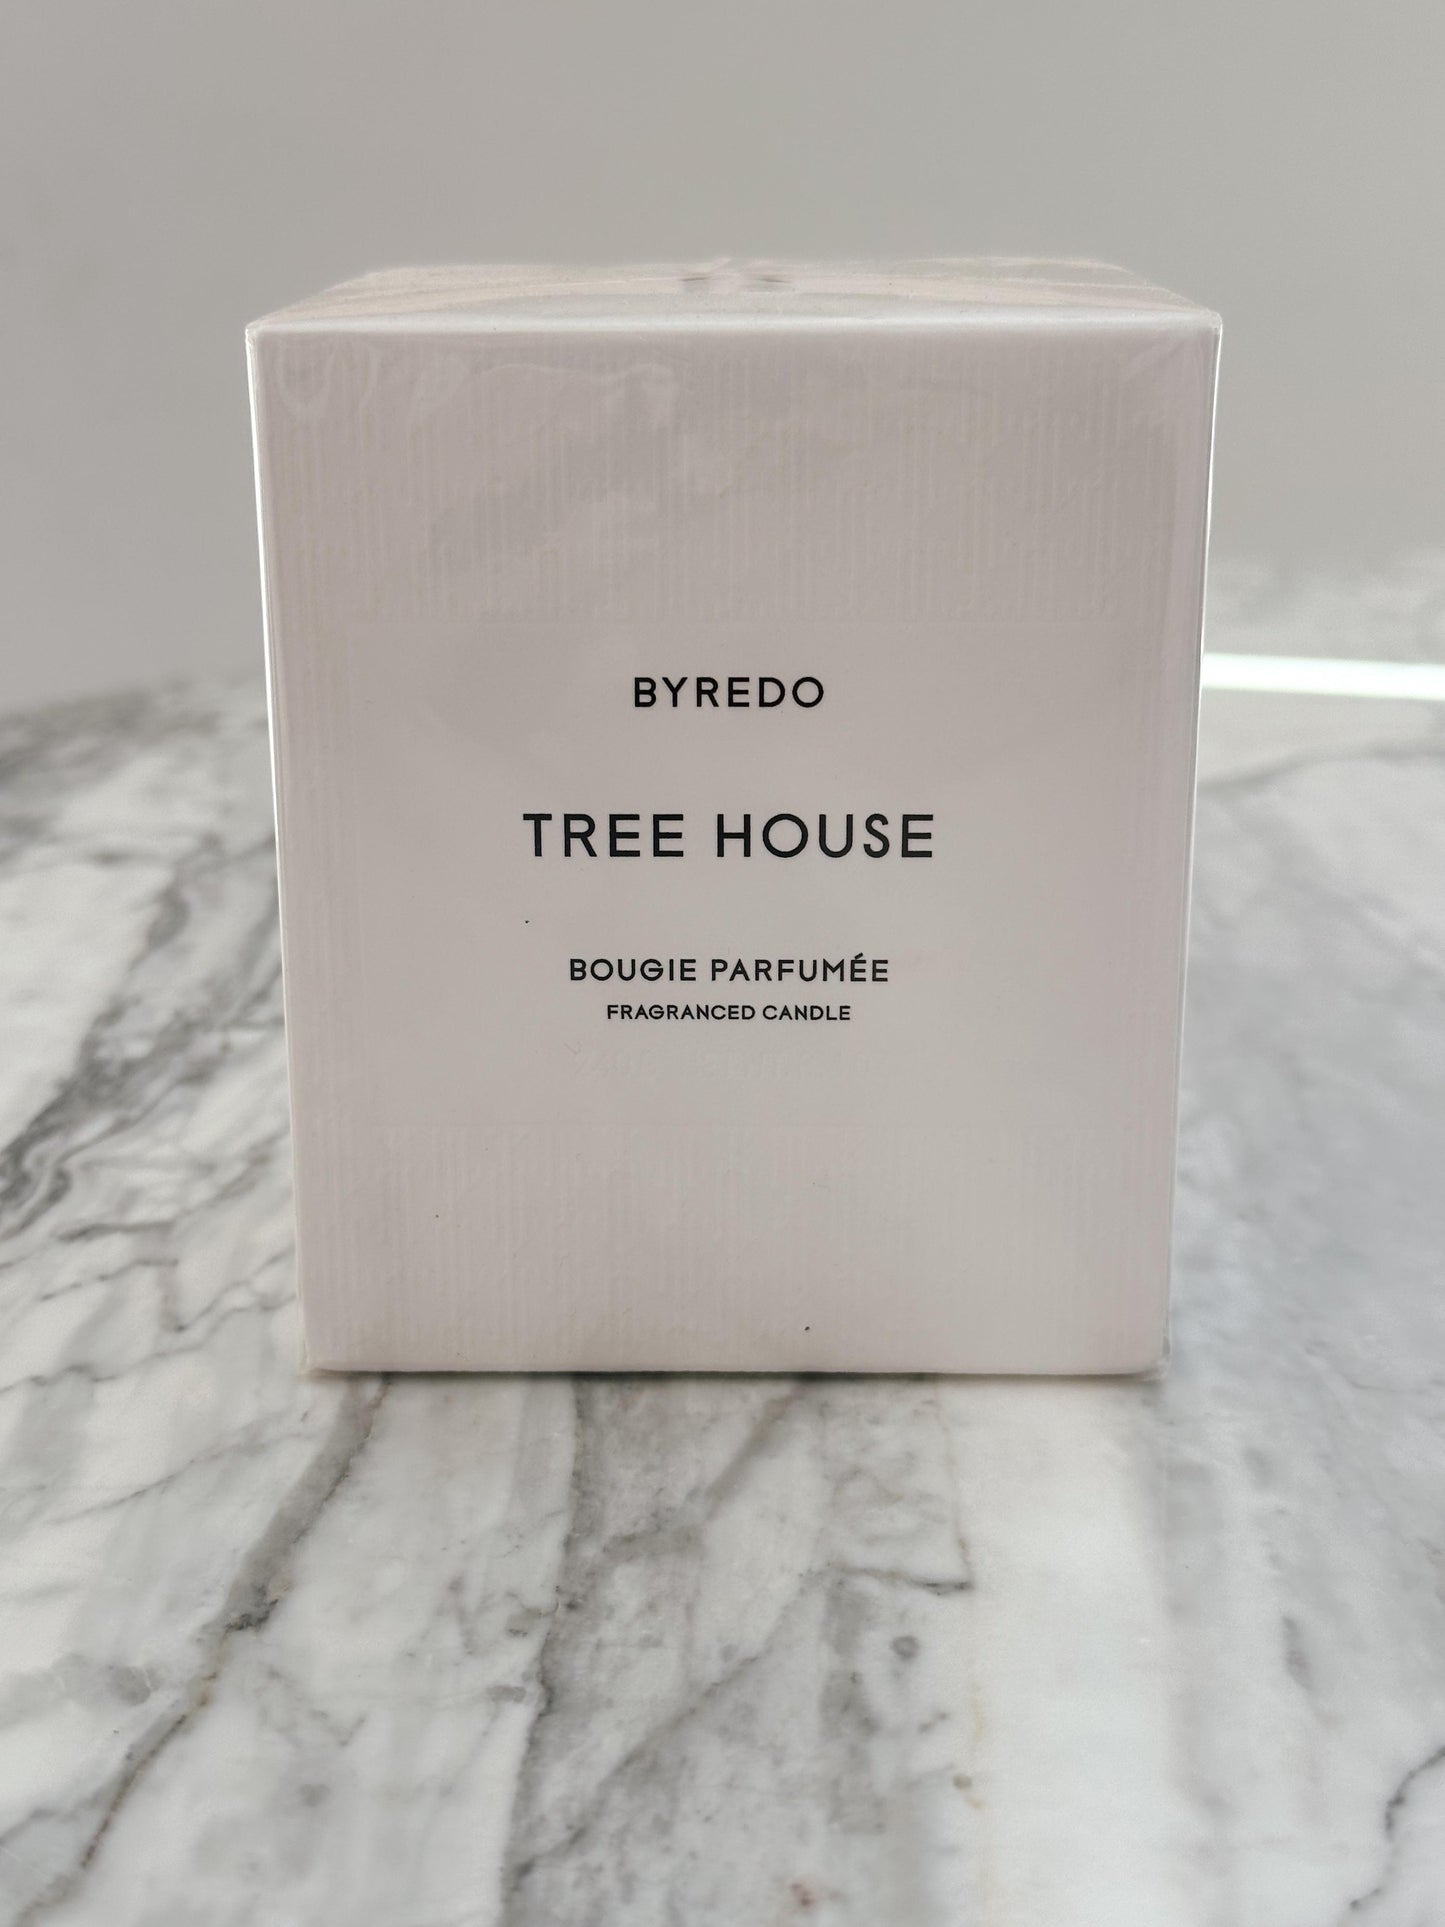 BYREDO
TREE HOUSE
BOUGIE PARFUMÉE
FRAGRANCED CANDLE